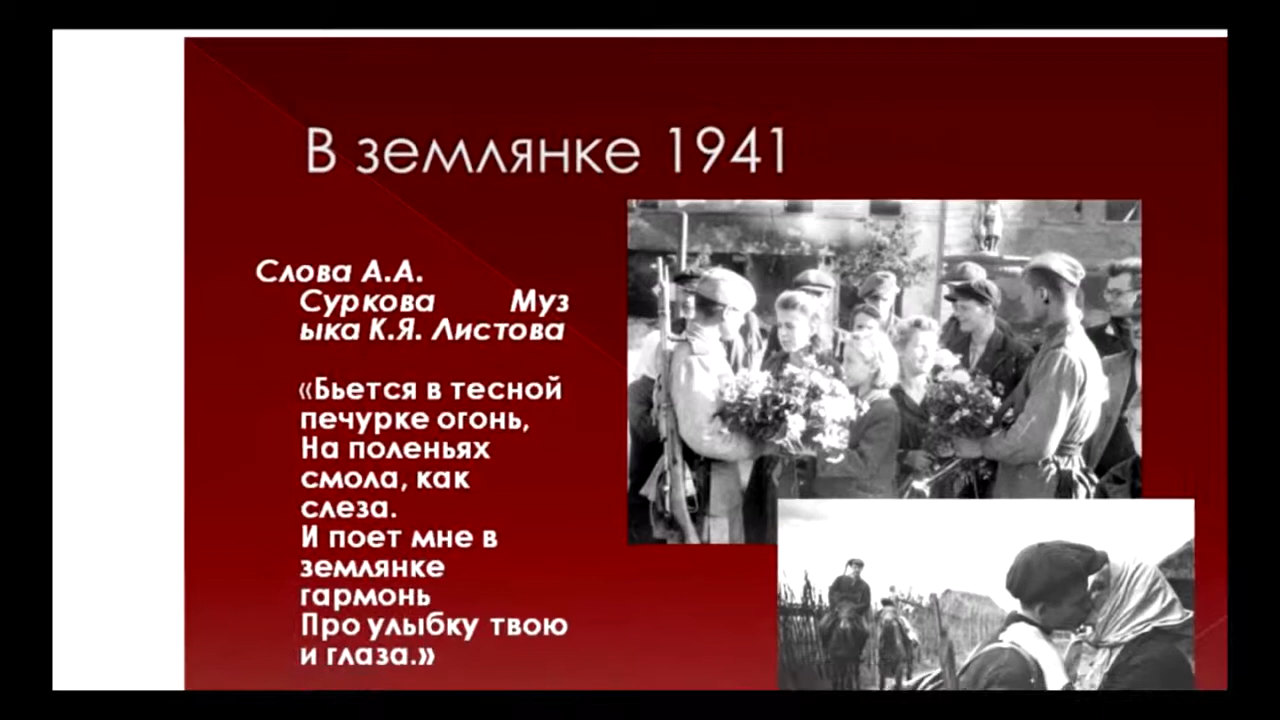 В землянке 1941
Слова А.А.
Суркова Муз
ыка К.Я. Листова
«Бьется в тесной
печурке огонь,
На поленьях
смола, как
слеза.
И поет мне в
землянке
гармонь
Про улыбку твою
и глаза.»